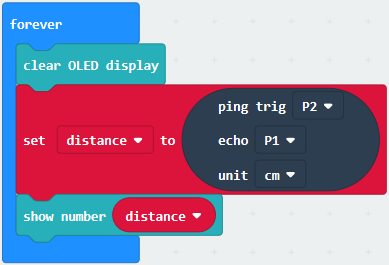 forever
clear OLED display
ping trig P2
set distance to echo P1
unit cm
show number distance